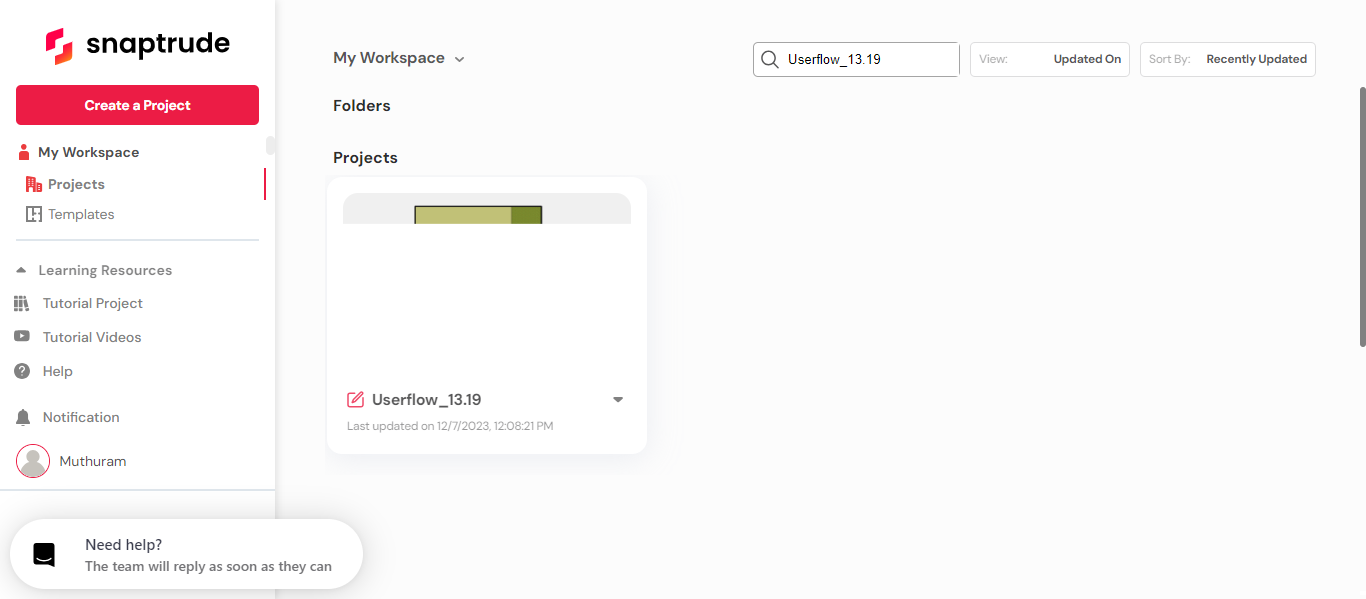 snaptrude
Create a Project
My Workspace
Projects
Templates
Learning Resources
Tutorial Project
Tutorial Videos
Help
Notification
Muthuram
Need help?
The team will reply as soon as they can
My Workspace
Userflow_13.19
View: Updated On
Sort By: Recently Updated
Folders
Projects
Userflow_13.19
Last updated on 12/7/2023, 12:08:21 PM